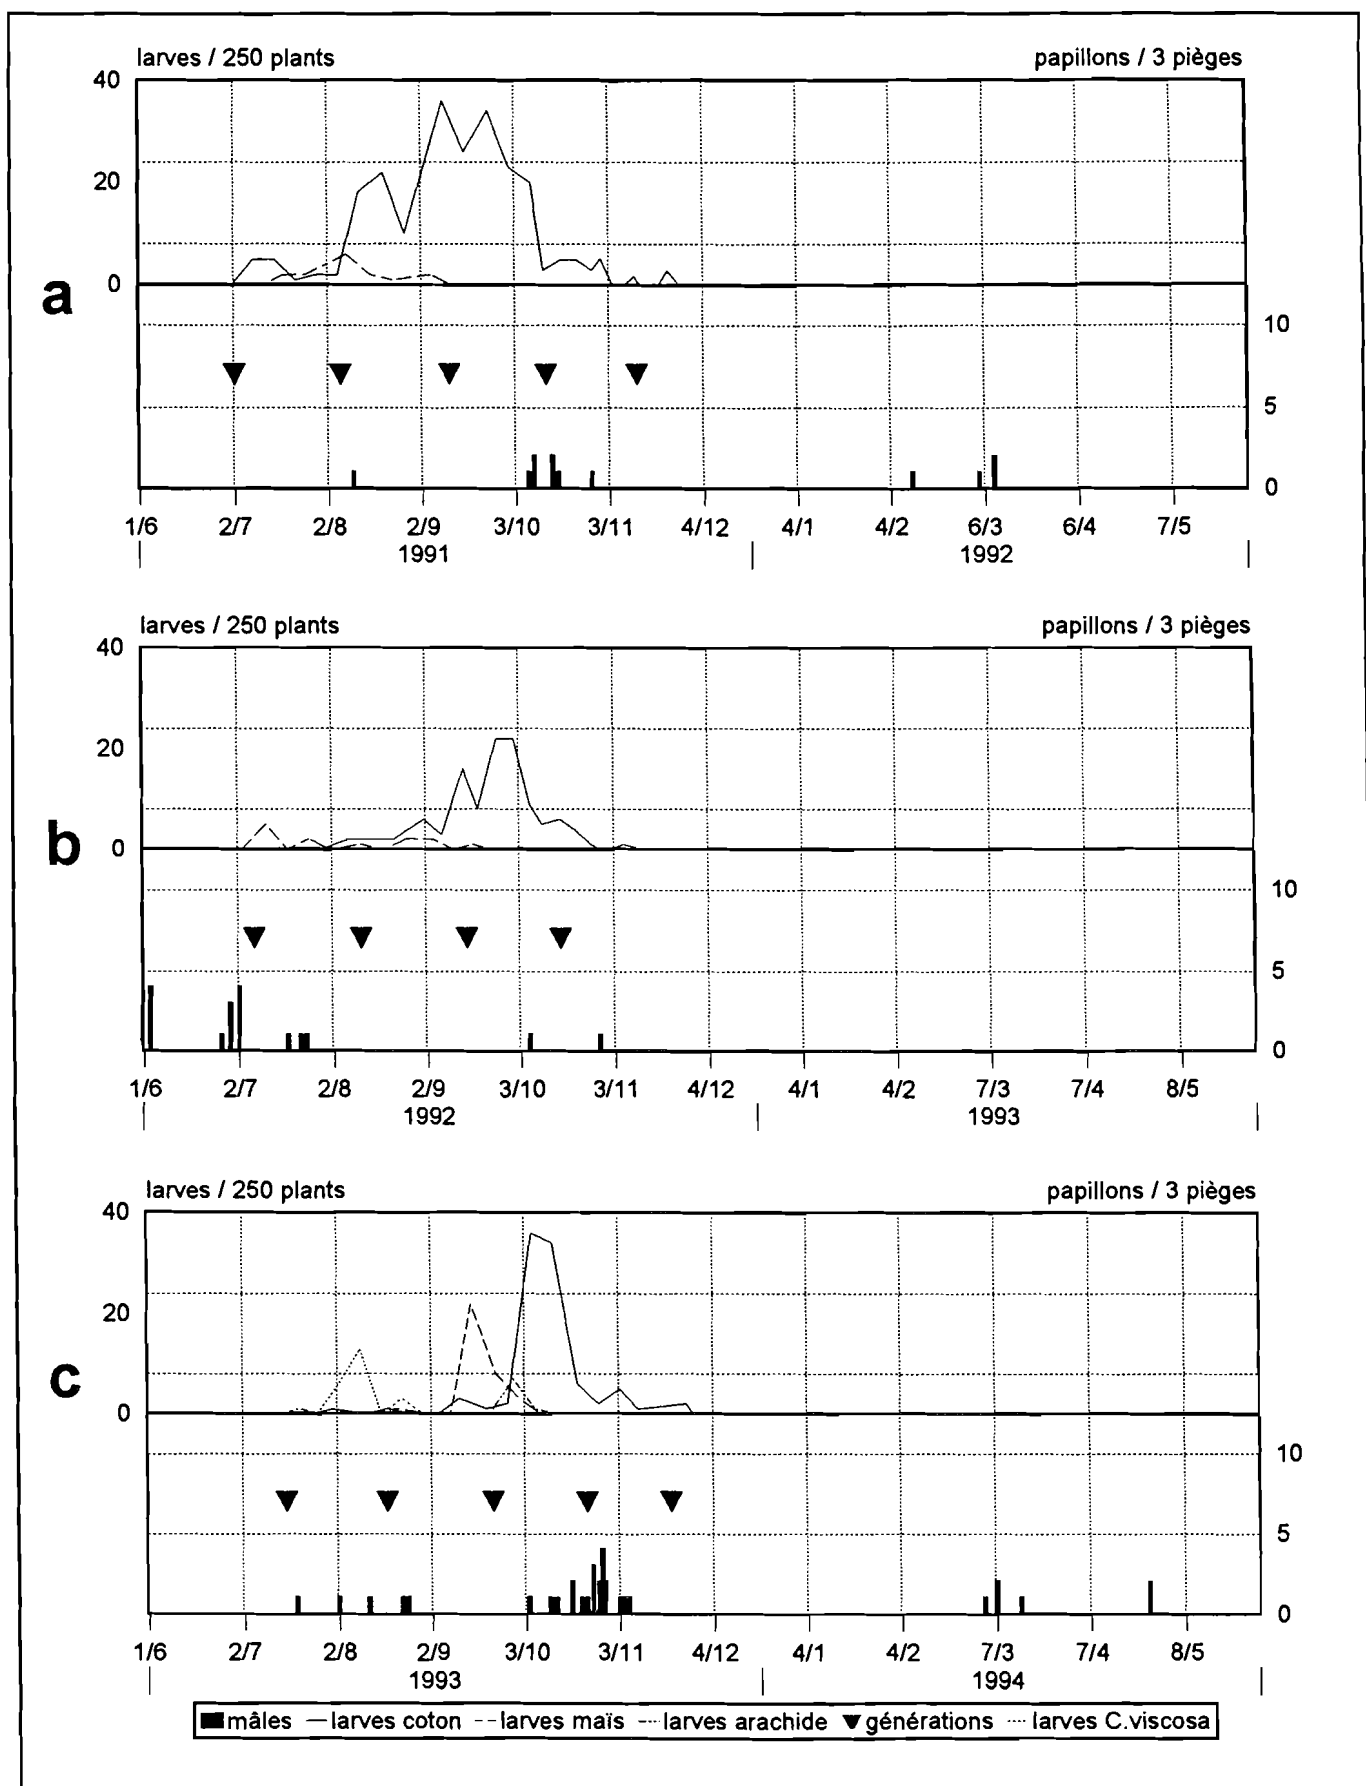 larves / 250 plants papillons / 3 pièges
40
20
0
a
10
5
0
1/6 2/7 2/8 2/9 3/10 3/11 4/12 4/1 4/2 6/3 6/4 7/5
1991 1992
larves / 250 plants papillons / 3 pièges
40
20
0
b
10
5
0
1/6 2/7 2/8 2/9 3/10 3/11 4/12 4/1 4/2 7/3 7/4 8/5
1992 1993
larves / 250 plants papillons / 3 pièges
40
20
0
c
10
5
0
1/6 2/7 2/8 2/9 3/10 3/11 4/12 4/1 4/2 7/3 7/4 8/5
1993 1994
mâles larves coton larves maïs larves arachide générations larves C.viscosa